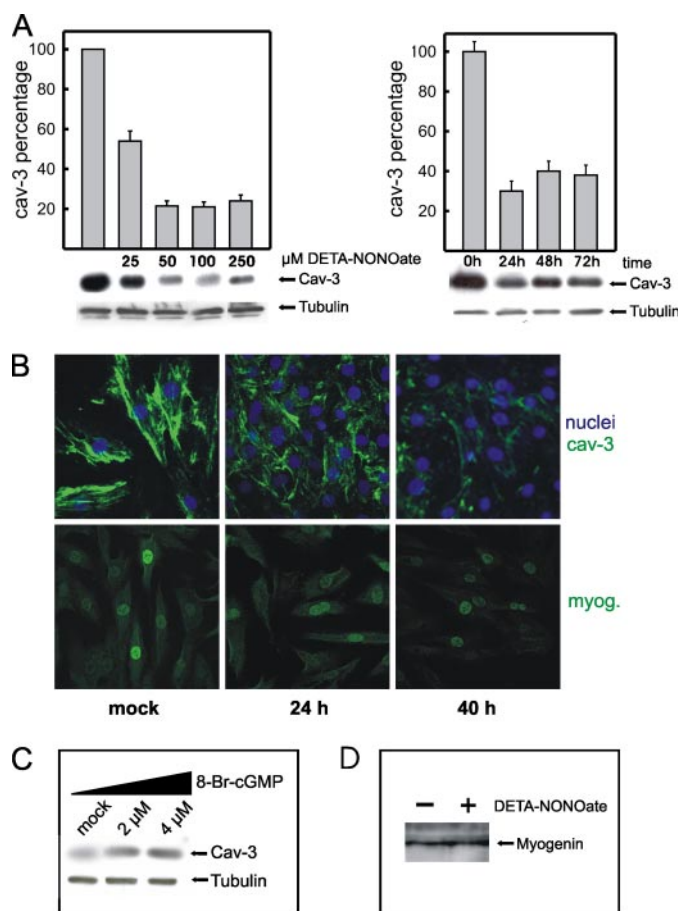 A
cav-3 percentage
100
80
60
40
20
25 50 100 250 µM DETA-NONOate
Cav-3
Tubulin
cav-3 percentage
100
80
60
40
20
0h 24h 48h 72h time
Cav-3
Tubulin
B
nuclei
cav-3
myog.
mock 24 h 40 h
C
8-Br-cGMP
mock 2 µM 4 µM
Cav-3
Tubulin
D
− + DETA-NONOate
Myogenin